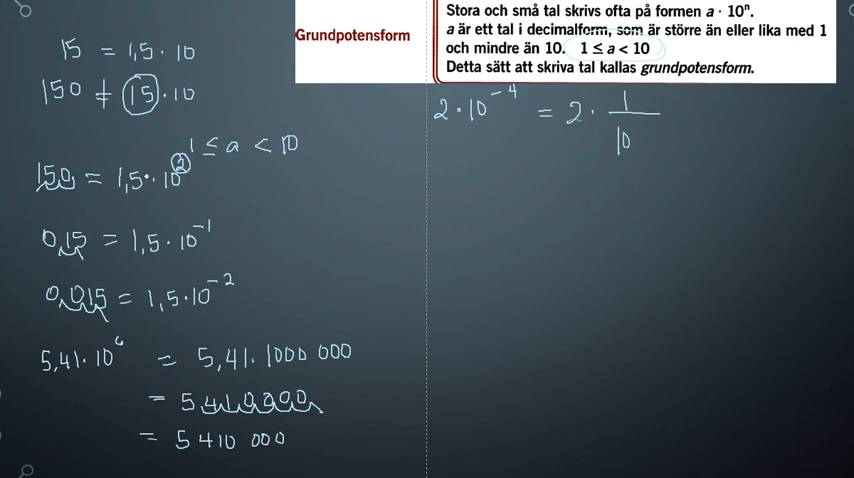 Grundpotensform
Stora och små tal skrivs ofta på formen a · 10ⁿ.
a är ett tal i decimalform, som är större än eller lika med 1
och mindre än 10. 1 ≤ a < 10
Detta sätt att skriva tal kallas grundpotensform.
15 = 1,5 · 10
150 ≠ 15 · 10
1 ≤ a < 10
150 = 1,5 · 10²
0,15 = 1,5 · 10⁻¹
0,015 = 1,5 · 10⁻²
5,41 · 10⁶ = 5,41 · 1000 000
= 5 410000
= 5 410 000
2 · 10⁻⁴ = 2 · 1/10